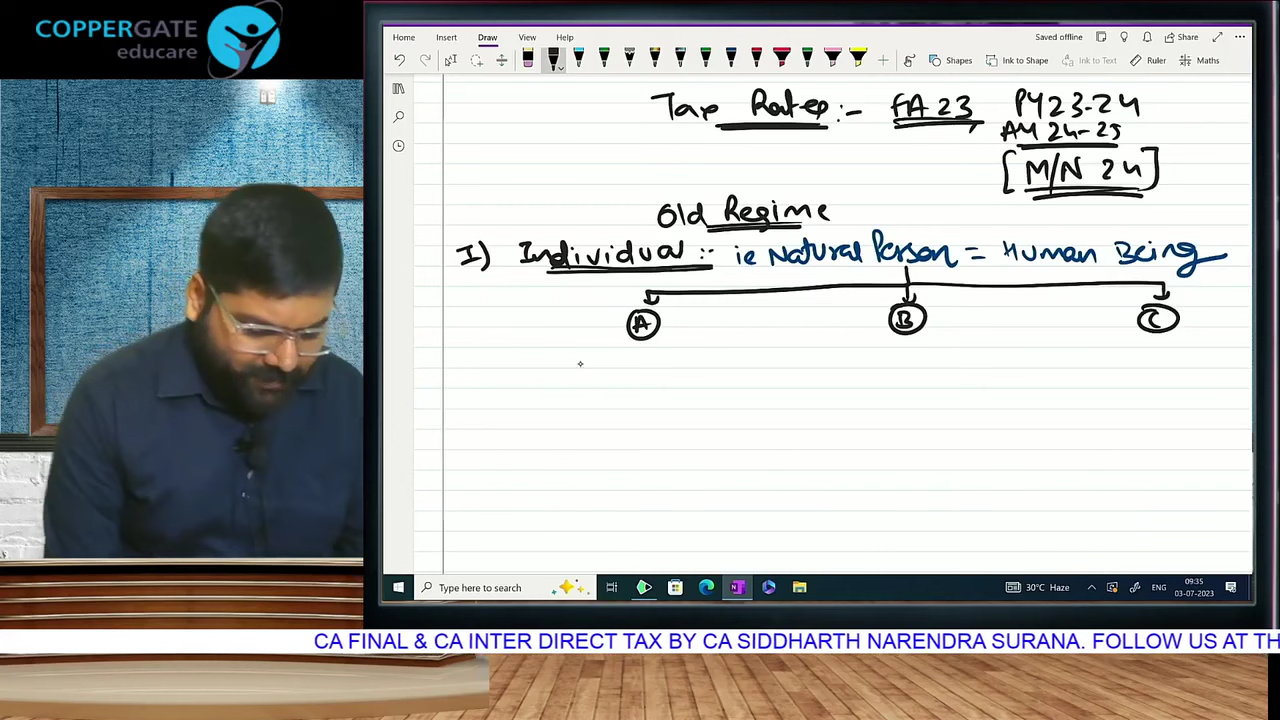 COPPERGATE
educare
Home Insert Draw View Help
Saved offline
Share
Shapes
Ink to Shape
Ink to Text
Ruler
Maths
Tax Rates :- FA 23 PY 23-24
AY 24-25
[M/N 24]
Old Regime
I) Individual :- ie Natural Person = Human Being
A B C
Type here to search
30°C Haze
ENG
09:35
03-07-2023
CA FINAL & CA INTER DIRECT TAX BY CA SIDDHARTH NARENDRA SURANA. FOLLOW US AT TH